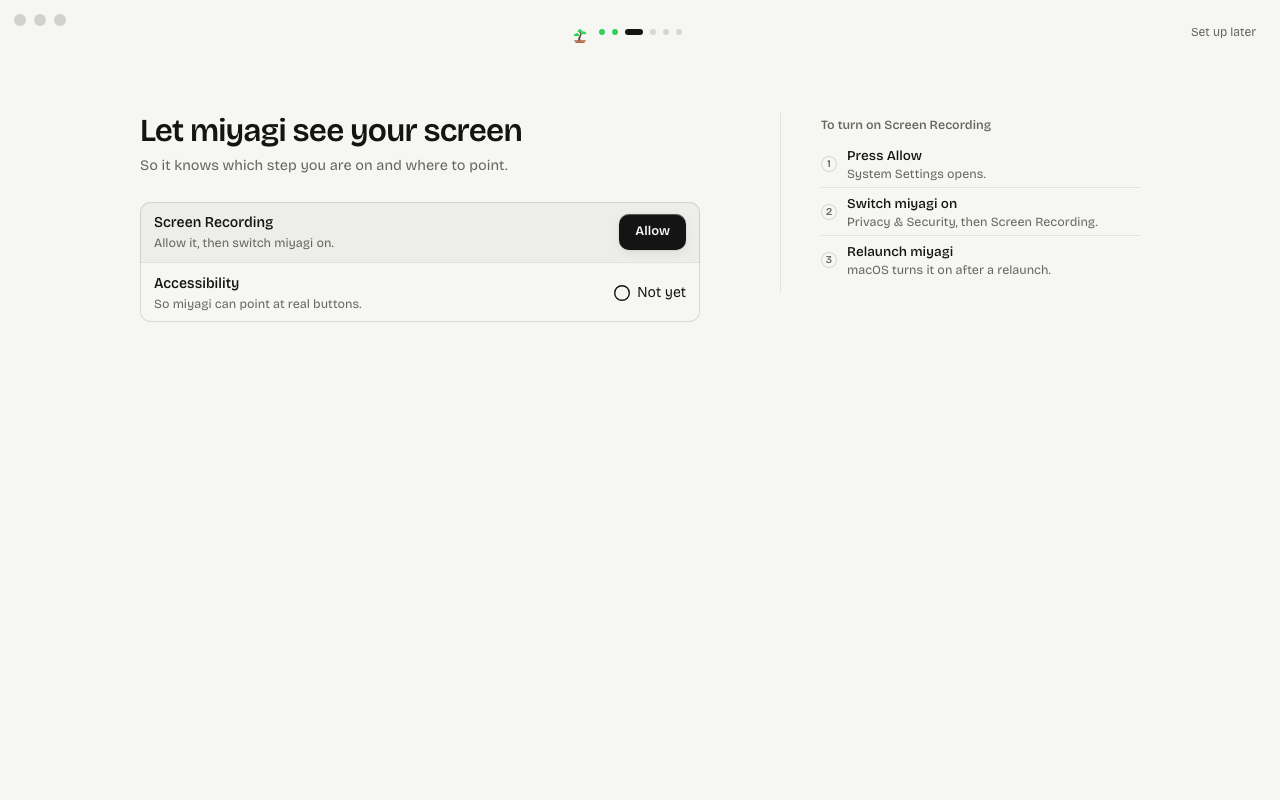 Set up later
Let miyagi see your screen
So it knows which step you are on and where to point.
Screen Recording
Allow it, then switch miyagi on.
Allow
Accessibility
So miyagi can point at real buttons.
Not yet
To turn on Screen Recording
1
Press Allow
System Settings opens.
2
Switch miyagi on
Privacy & Security, then Screen Recording.
3
Relaunch miyagi
macOS turns it on after a relaunch.